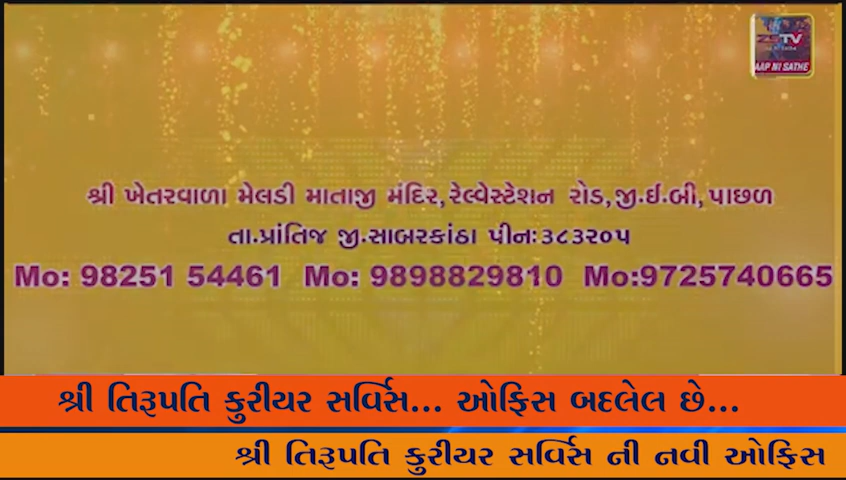 ZSTV
AAP NI SATHE
શ્રી ખેતરવાળા મેલડી માતાજી મંદિર,રેલ્વેસ્ટેશન રોડ,જી.ઈ.બી,પાછળ
તા.પ્રાંતિજ જી.સાબરકાંઠા પીનઃ૩૮૩૨૦૫
Mo: 98251 54461 Mo: 9898829810 Mo:9725740665
શ્રી તિરૂપતિ કુરીયર સર્વિસ... ઓફિસ બદલેલ છે...
શ્રી તિરૂપતિ કુરીયર સર્વિસ ની નવી ઓફિસ